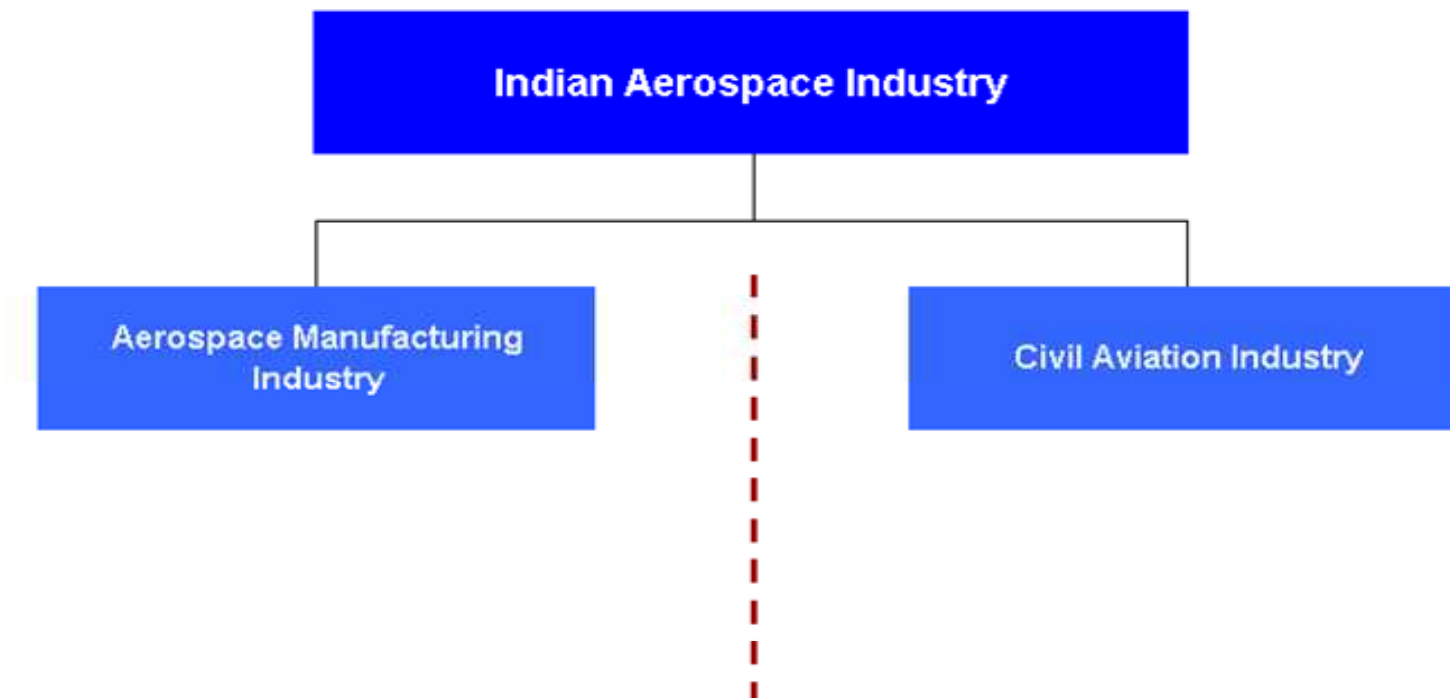 Indian Aerospace Industry
Aerospace Manufacturing
Industry
Civil Aviation Industry